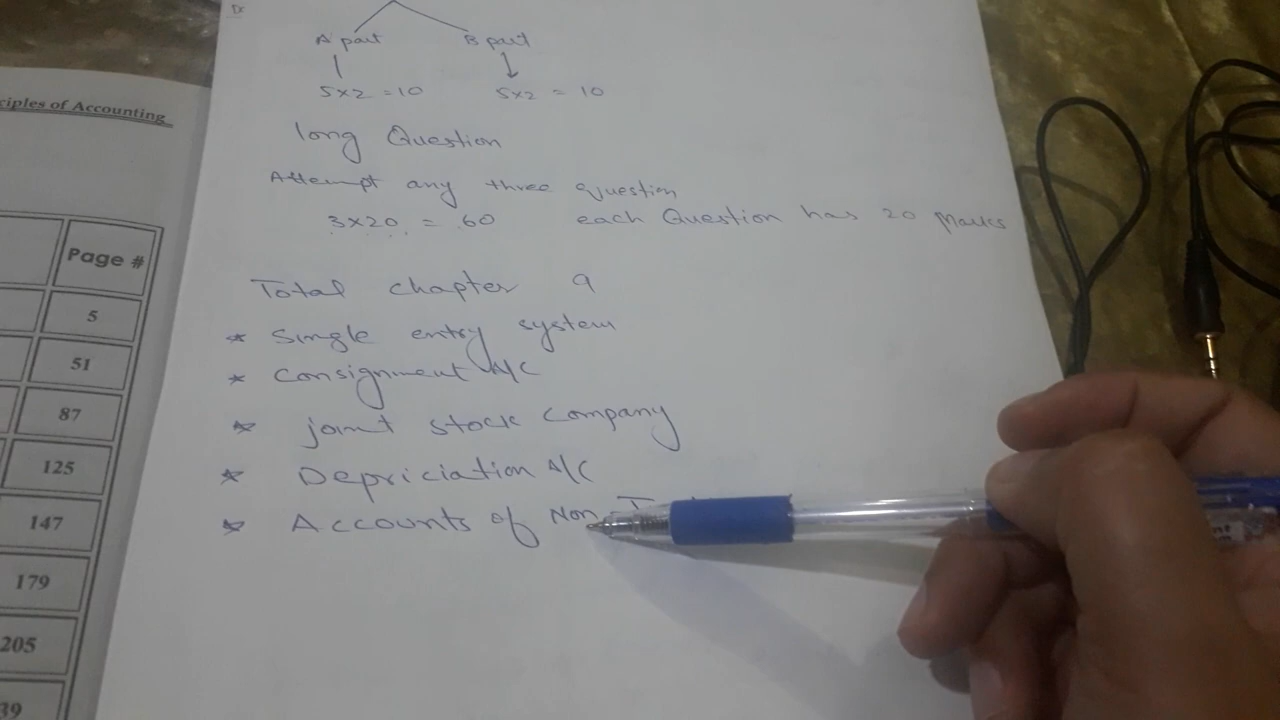 A part B part
5x2 = 10 5x2 = 10
long Question
Attempt any three question
3x20 = 60 each Question has 20 Marks
Total chapter 9
* Single entry system
* Consignment A/C
* joint stock company
* Depriciation A/C
* Accounts of Non
ciples of Accounting
Page #
5
51
87
125
147
179
205
39